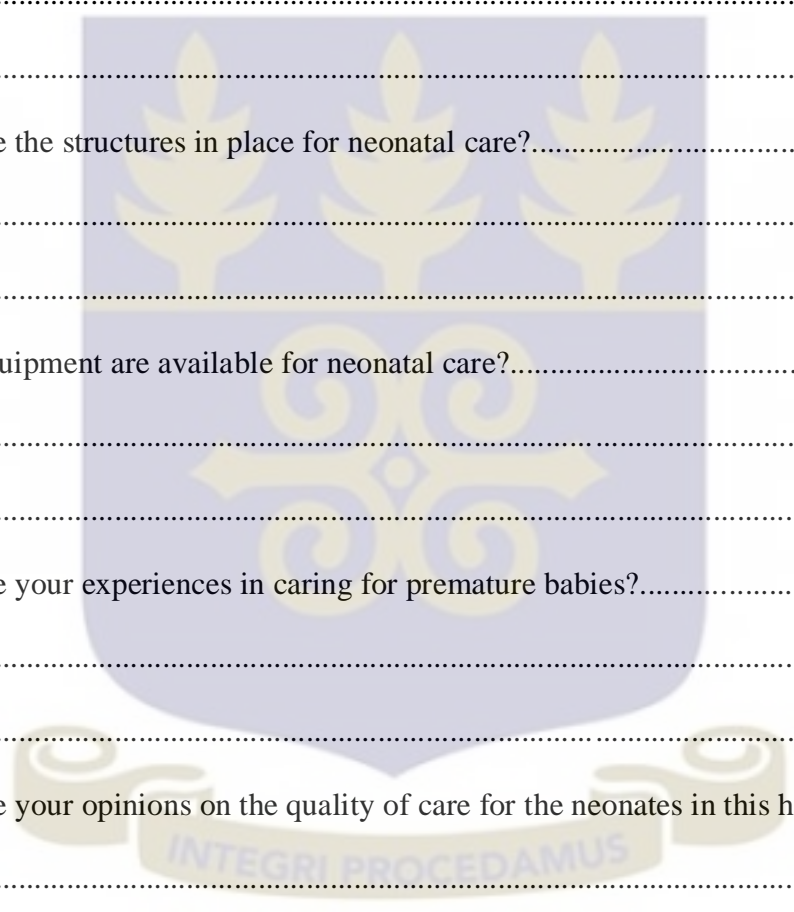 ................................................................................
................................................................................
e the structures in place for neonatal care?.................................
................................................................................
................................................................................
uipment are available for neonatal care?...................................
................................................................................
................................................................................
e your experiences in caring for premature babies?...................
................................................................................
................................................................................
e your opinions on the quality of care for the neonates in this h
INTEGRI PROCEDAMUS
................................................................................